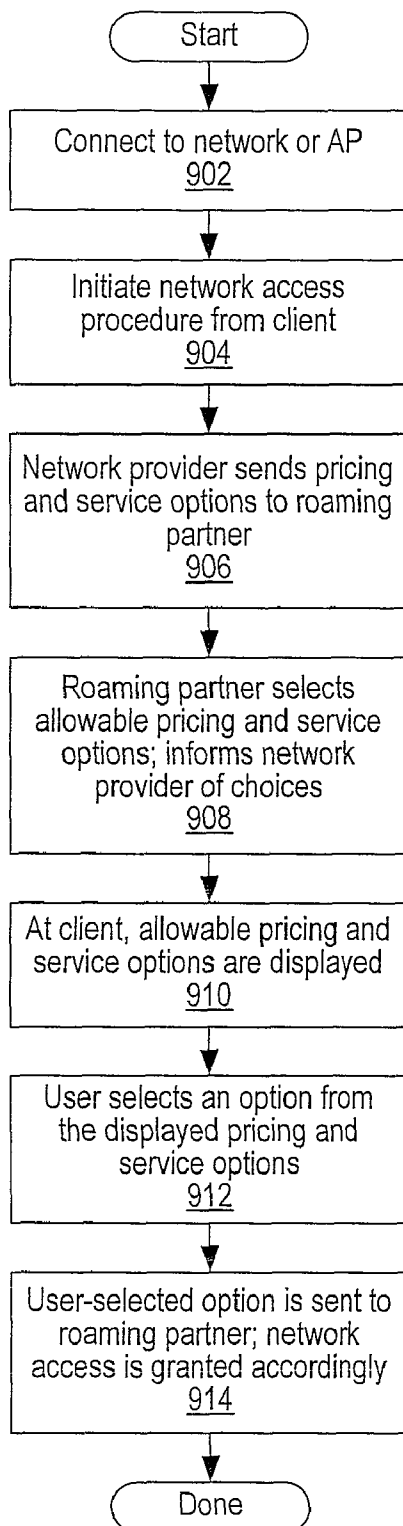 Start
Connect to network or AP
902
Initiate network access
procedure from client
904
Network provider sends pricing
and service options to roaming
partner
906
Roaming partner selects
allowable pricing and service
options; informs network
provider of choices
908
At client, allowable pricing and
service options are displayed
910
User selects an option from
the displayed pricing and
service options
912
User-selected option is sent to
roaming partner; network
access is granted accordingly
914
Done